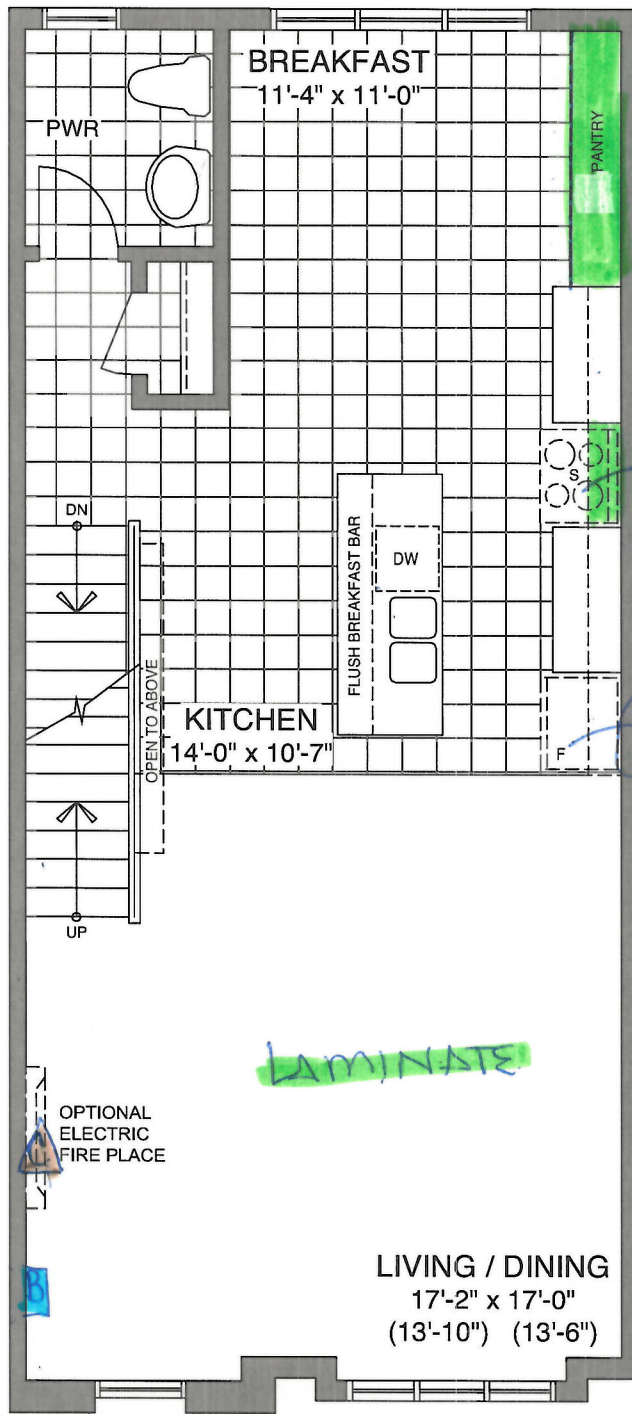 BREAKFAST
11'-4" x 11'-0"
PWR
PANTRY
S
DN
FLUSH BREAKFAST BAR
DW
OPEN TO ABOVE
KITCHEN
14'-0" x 10'-7"
F
UP
LAMINATE
OPTIONAL
ELECTRIC
FIRE PLACE
B
LIVING / DINING
17'-2" x 17'-0"
(13'-10") (13'-6")